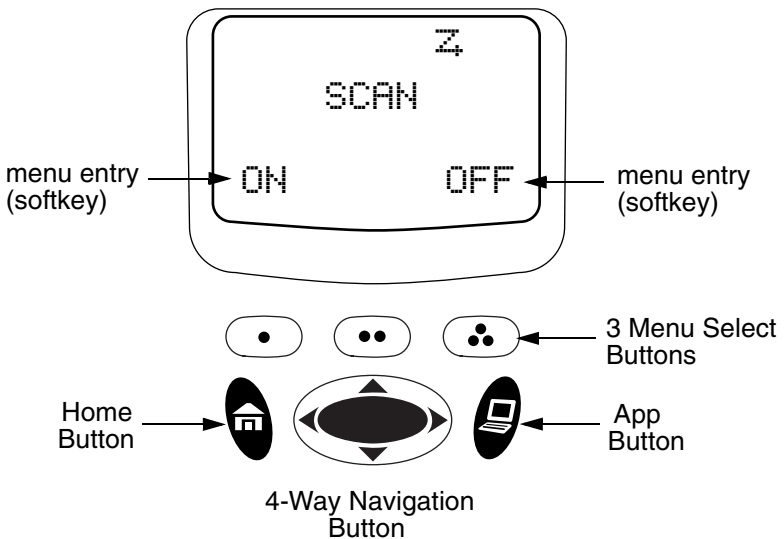 SCAN
menu entry
(softkey)
ON
OFF
menu entry
(softkey)
3 Menu Select
Buttons
Home
Button
App
Button
4-Way Navigation
Button